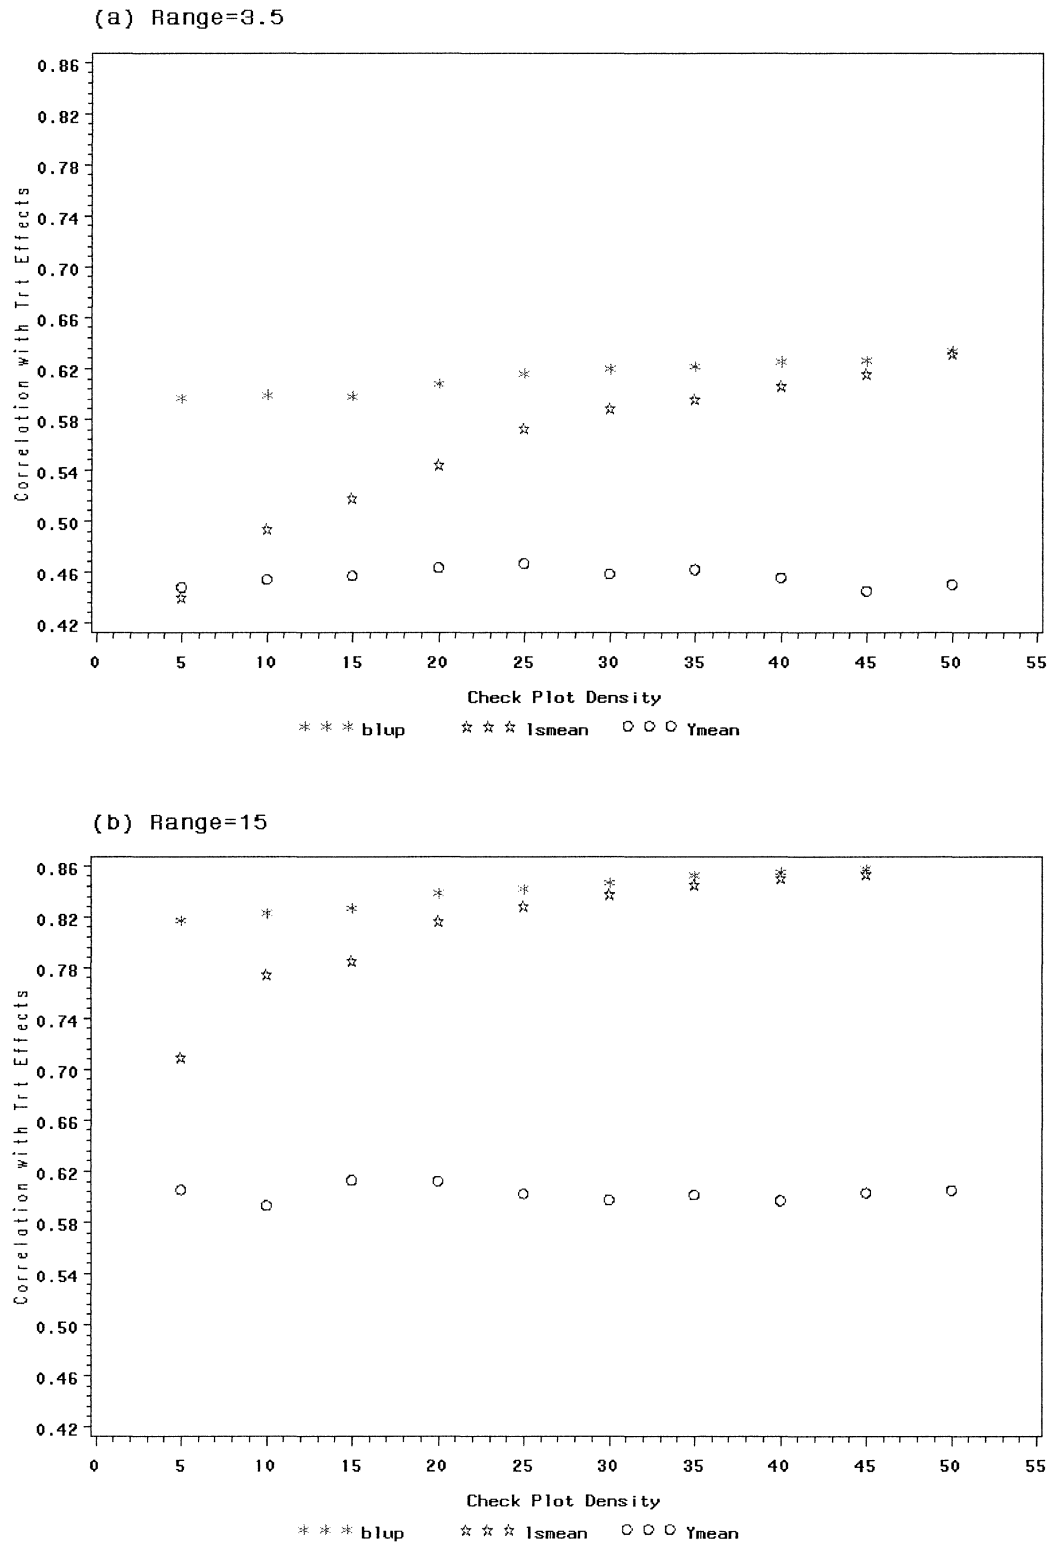 (a) Range=3.5
0.86
0.82
0.78
0.74
0.70
0.66
0.62
0.58
0.54
0.50
0.46
0.42
Correlation with Trt Effects
0 5 10 15 20 25 30 35 40 45 50 55
Check Plot Density
blup lsmean Ymean
(b) Range=15
0.86
0.82
0.78
0.74
0.70
0.66
0.62
0.58
0.54
0.50
0.46
0.42
Correlation with Trt Effects
0 5 10 15 20 25 30 35 40 45 50 55
Check Plot Density
blup lsmean Ymean